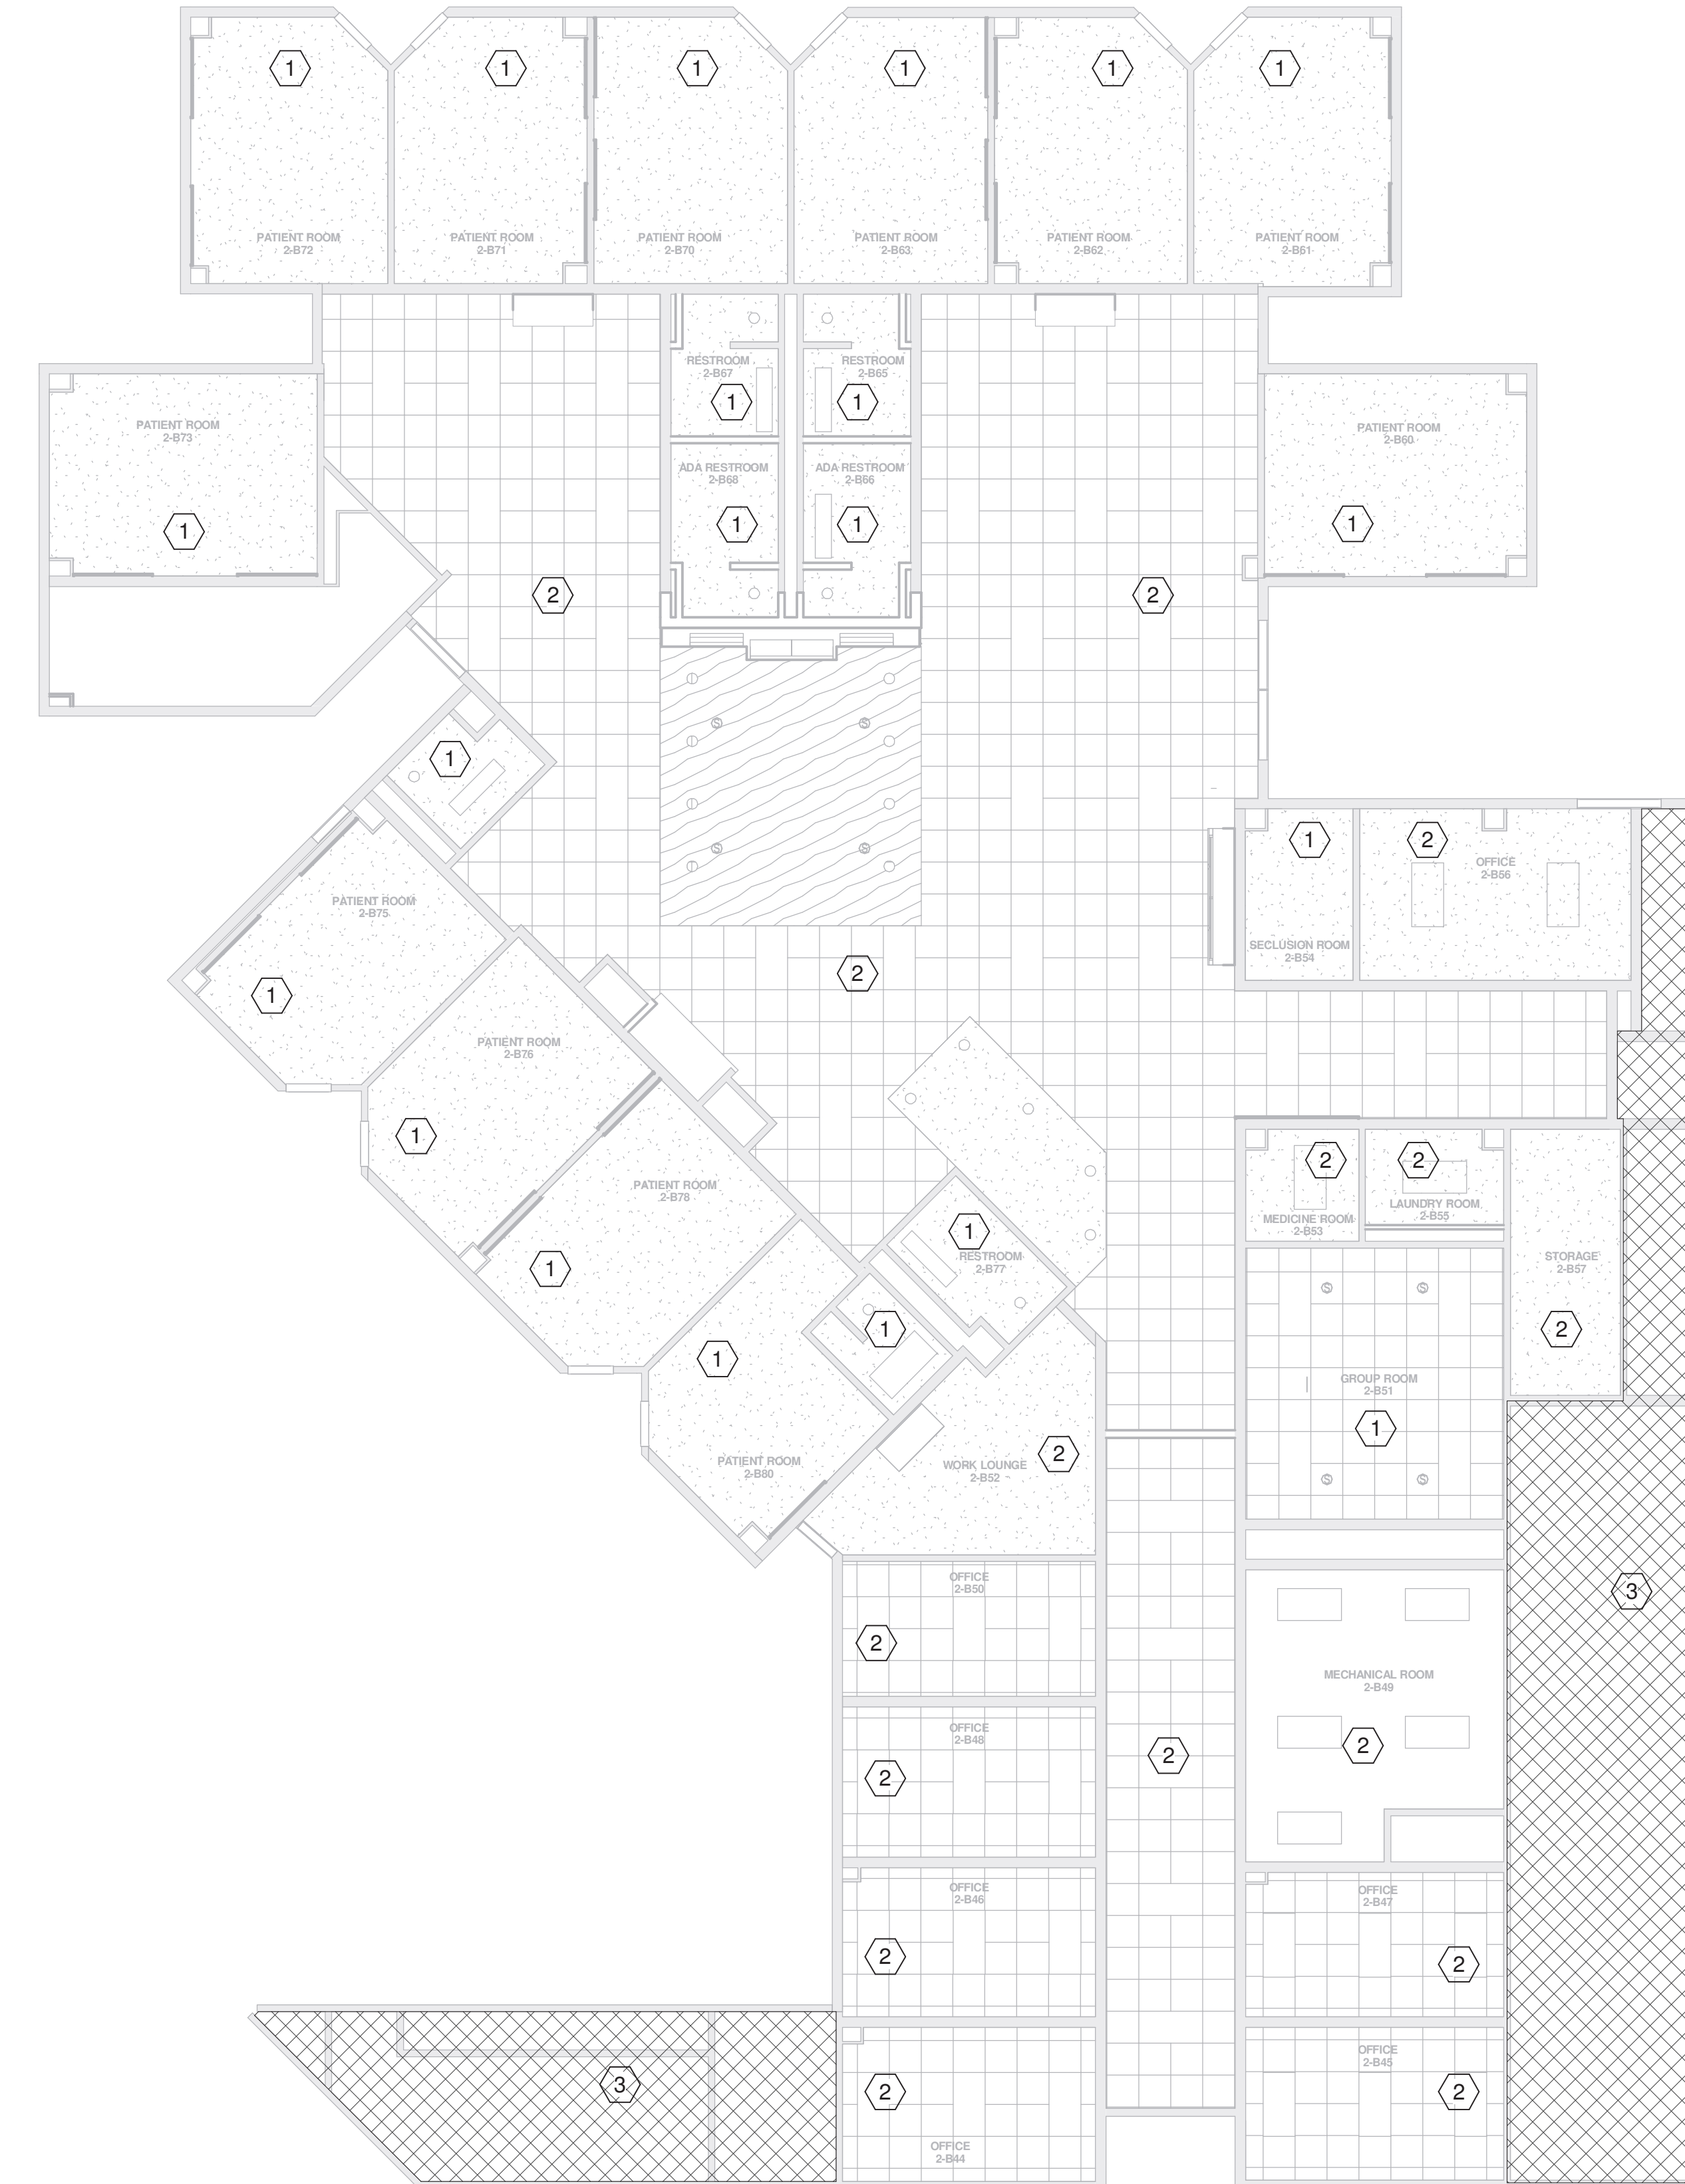 1
1
1
1
1
1
PATIENT ROOM
2-B72
PATIENT ROOM
2-B71
PATIENT ROOM
2-B70
PATIENT ROOM
2-B63
PATIENT ROOM
2-B62
PATIENT ROOM
2-B61
RESTROOM
2-B67
1
RESTROOM
2-B65
1
PATIENT ROOM
2-B73
1
PATIENT ROOM
2-B60
1
ADA RESTROOM
2-B68
1
ADA RESTROOM
2-B66
1
2
2
S
S
S
S
1
1
SECLUSION ROOM
2-B54
2
OFFICE
2-B56
PATIENT ROOM
2-B75
1
2
PATIENT ROOM
2-B76
1
PATIENT ROOM
2-B78
1
2
MEDICINE ROOM
2-B53
2
LAUNDRY ROOM
2-B55
1
RESTROOM
2-B77
STORAGE
2-B57
2
S
S
1
1
GROUP ROOM
2-B51
1
S
S
PATIENT ROOM
2-B80
WORK LOUNGE
2-B52
2
OFFICE
2-B50
2
3
MECHANICAL ROOM
2-B49
2
OFFICE
2-B48
2
2
OFFICE
2-B46
2
OFFICE
2-B47
2
3
2
OFFICE
2-B44
OFFICE
2-B45
2